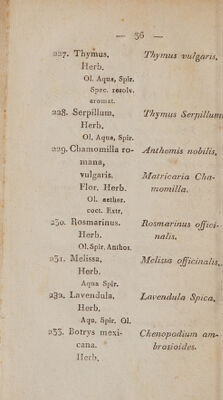 — 36 —
227. Thymus. Thymus vulgaris.
Herb.
Ol. Aqua, Spir.
Spec. resolv.
aromat.
228. Serpillum, Thymus Serpillum
Herb.
Ol. Aqua, Spir.
229. Chamomilla ro- Anthemis nobilis.
mana,
vulgaris. Matricaria Cha-
Flor. Herb. momilla.
Ol. aether.
coct. Extr.
230. Rosmarinus. Rosmarinus offici-
Herb. nalis.
Ol. Spir. Anthos.
231. Melissa, Melissa officinalis.
Herb.
Aqua Spir.
232. Lavendula. Lavendula Spica.
Herb.
Aqu. Spir. Ol.
233. Botrys mexi- Chenopodium am-
cana. brosioides.
Herb.